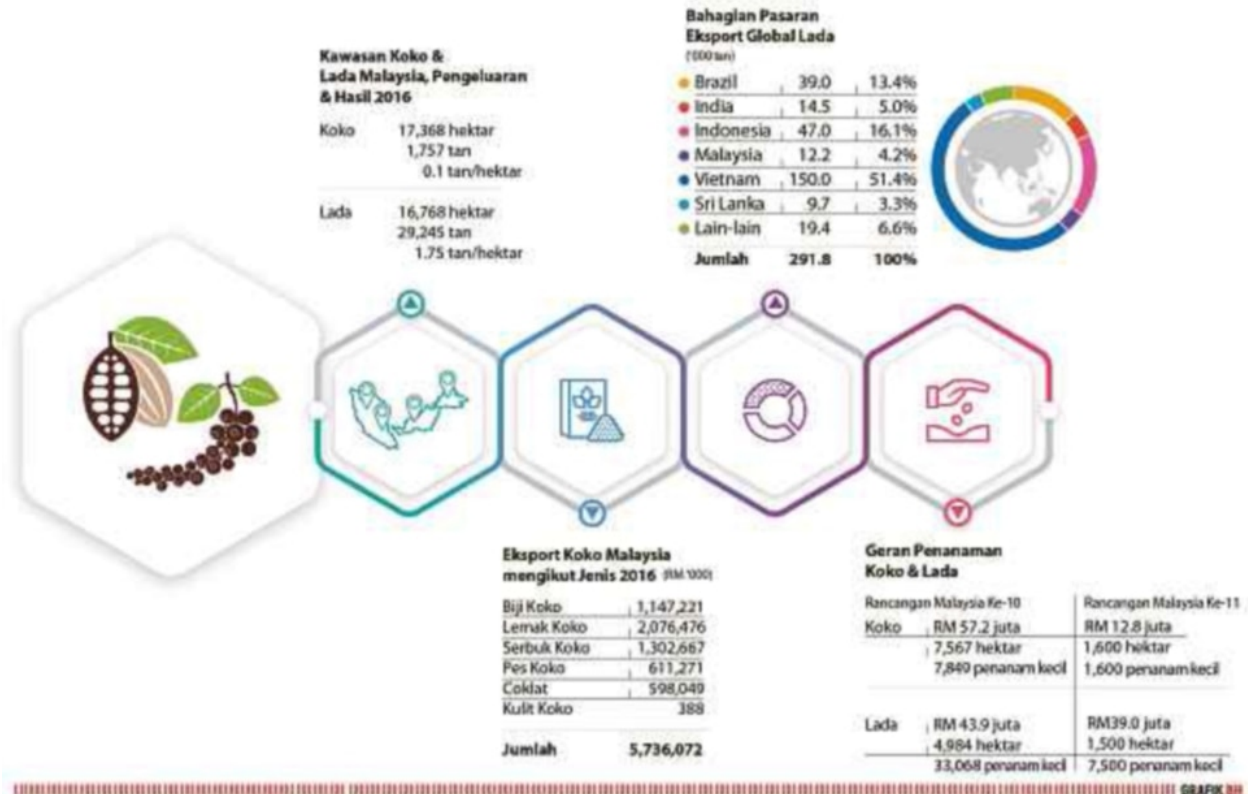 Kawasan Koko &
Lada Malaysia, Pengeluaran
& Hasil 2016
Koko 17,368 hektar
1,757 tan
0.1 tan/hektar
Lada 16,768 hektar
29,245 tan
1.75 tan/hektar
Bahagian Pasaran
Eksport Global Lada
('000 tan)
Brazil 39.0 13.4%
India 14.5 5.0%
Indonesia 47.0 16.1%
Malaysia 12.2 4.2%
Vietnam 150.0 51.4%
Sri Lanka 9.7 3.3%
Lain-lain 19.4 6.6%
Jumlah 291.8 100%
Eksport Koko Malaysia
mengikut Jenis 2016 (RM '000)
Biji Koko 1,147,221
Lemak Koko 2,076,476
Serbuk Koko 1,302,667
Pes Koko 611,271
Coklat 598,049
Kulit Koko 388
Jumlah 5,736,072
Geran Penanaman
Koko & Lada
Rancangan Malaysia Ke-10 Rancangan Malaysia Ke-11
Koko RM 57.2 juta RM 12.8 juta
7,567 hektar 1,600 hektar
7,849 penanam kecil 1,600 penanam kecil
Lada RM 43.9 juta RM39.0 juta
4,984 hektar 1,500 hektar
33,068 penanam kecil 7,500 penanam kecil
GRAFIK BH